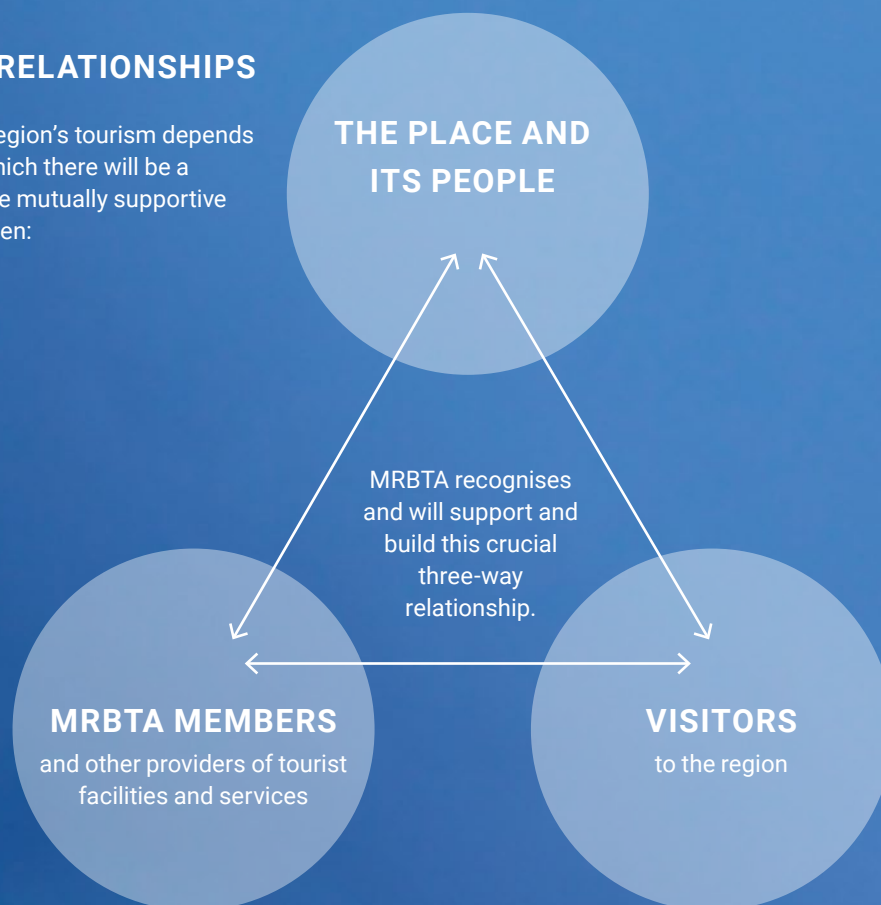 RELATIONSHIPS
egion's tourism depends
hich there will be a
e mutually supportive
en:
THE PLACE AND
ITS PEOPLE
MRBTA recognises
and will support and
build this crucial
three-way
relationship.
MRBTA MEMBERS
and other providers of tourist
facilities and services
VISITORS
to the region